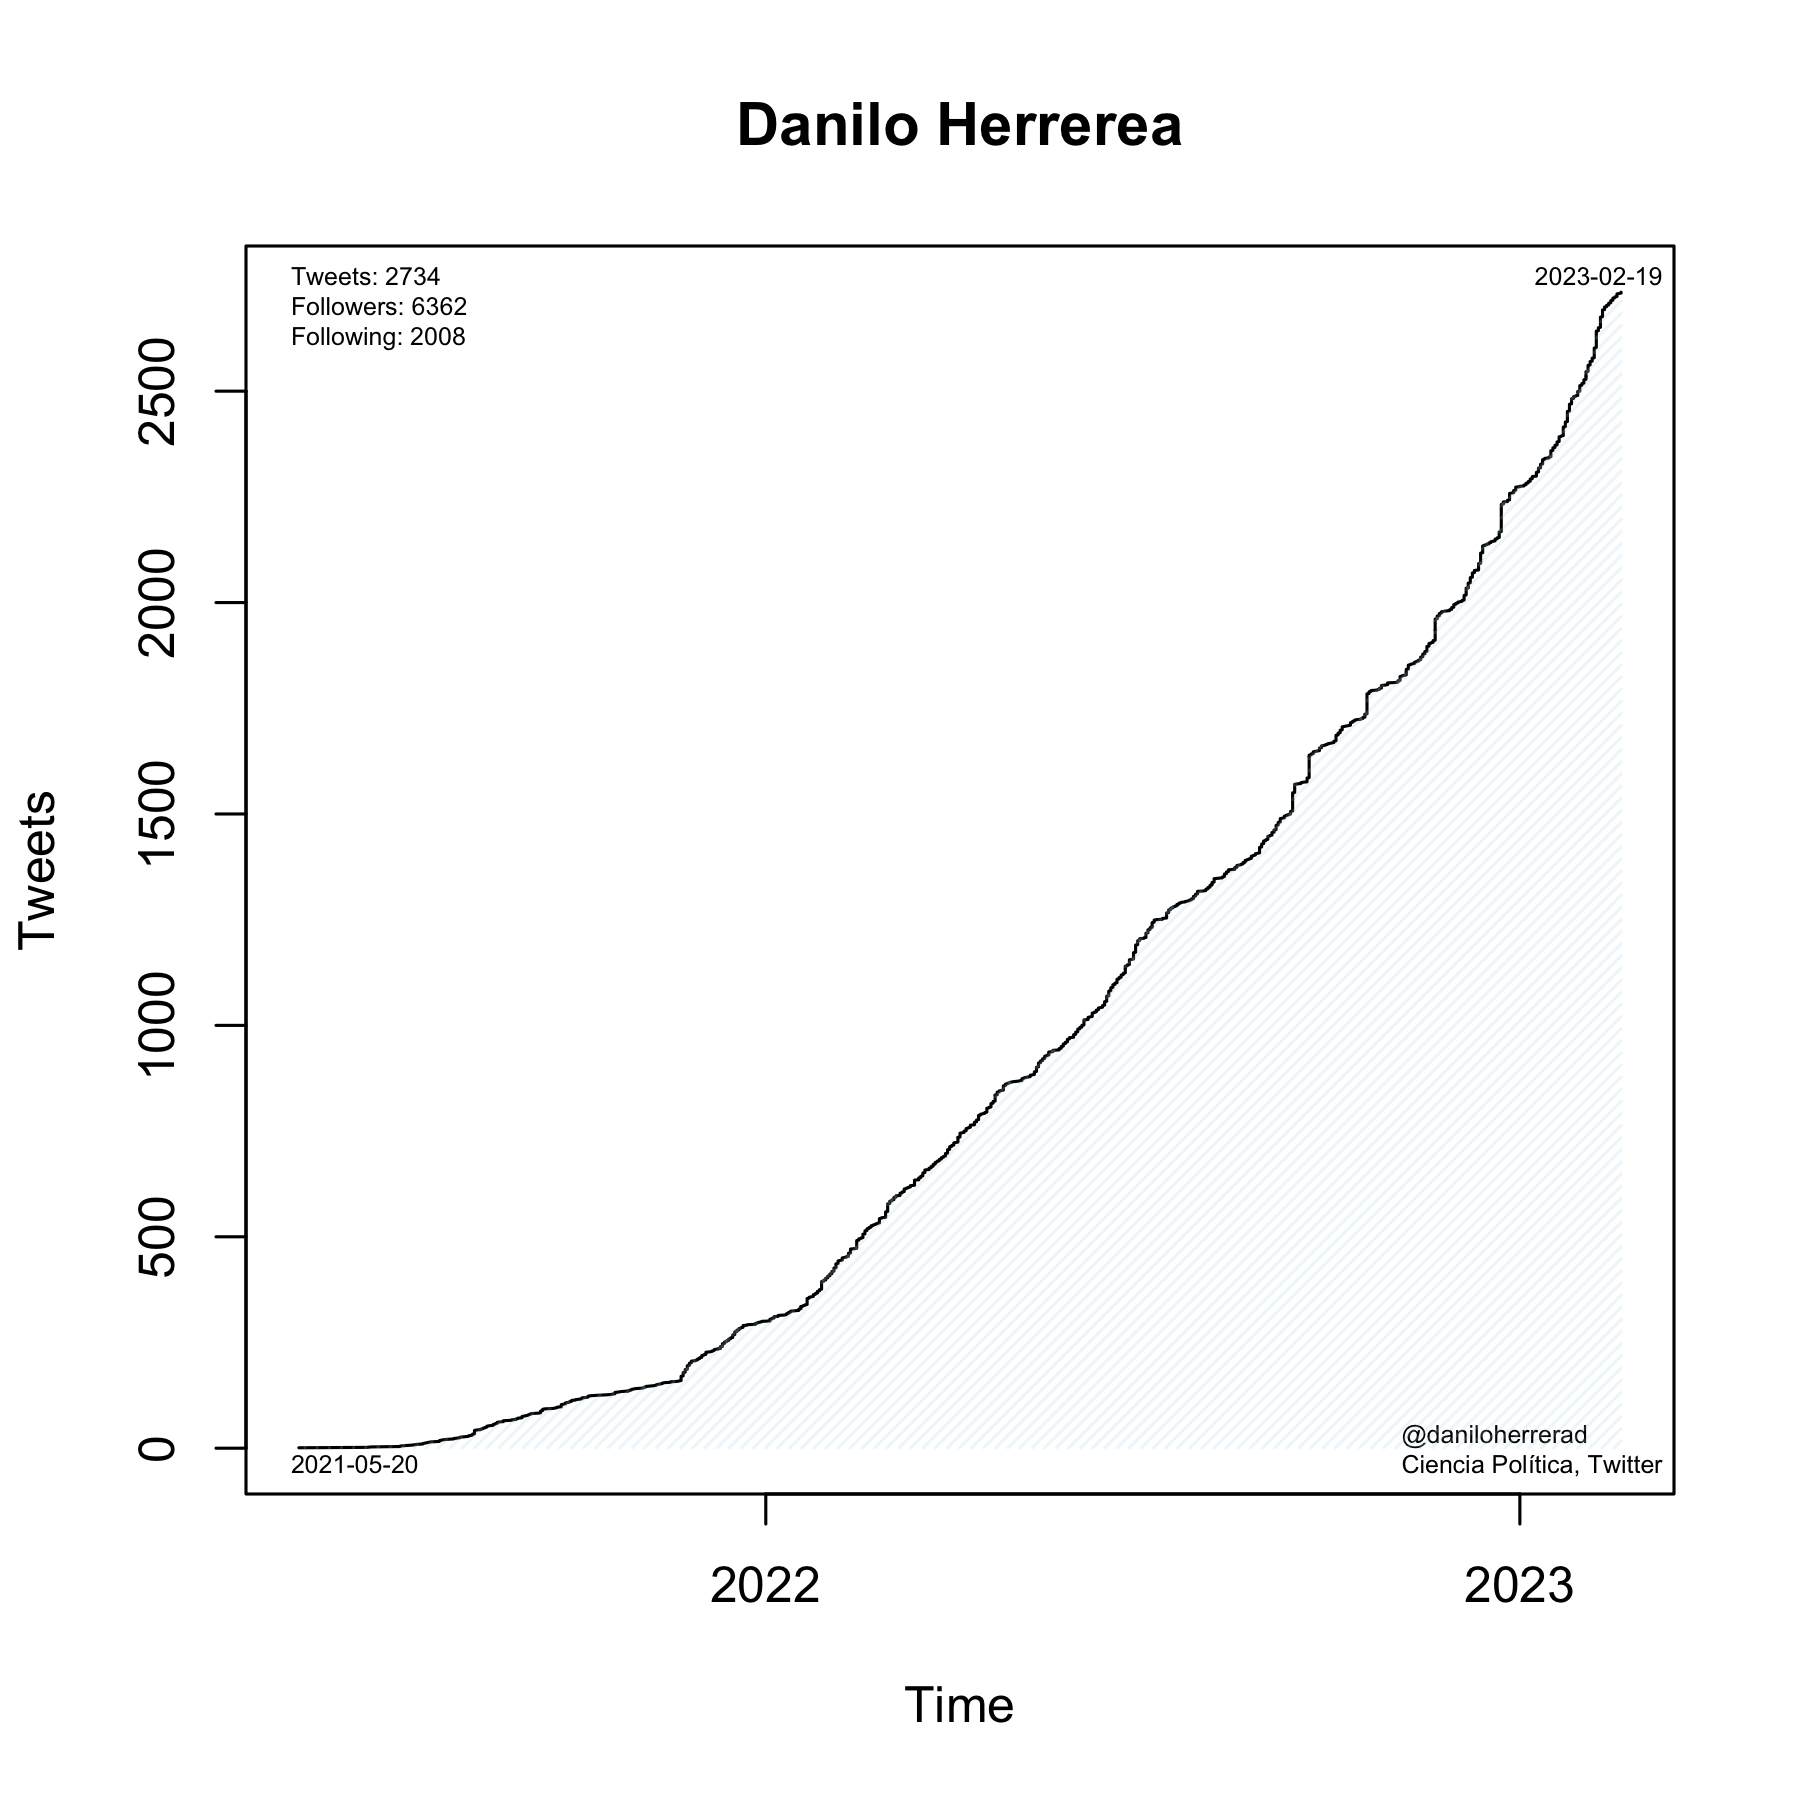 Danilo Herrerea
Tweets: 2734
Followers: 6362
Following: 2008
2023-02-19
2500
2000
1500
1000
500
0
Tweets
2021-05-20
@daniloherrerad
Ciencia Política, Twitter
2022
2023
Time